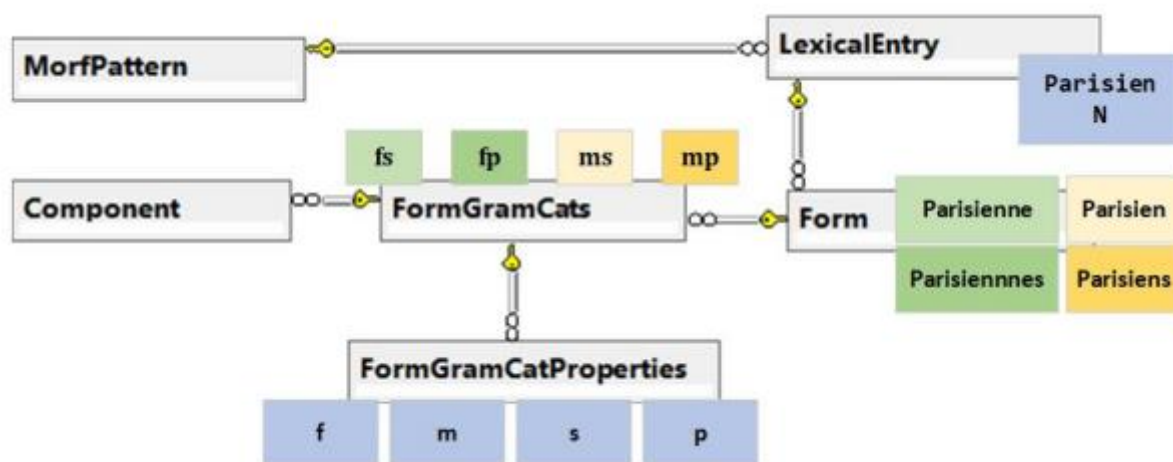 MorfPattern
LexicalEntry
Parisien
N
fs
fp
ms
mp
Component
FormGramCats
Form
Parisienne
Parisien
Parisiennnes
Parisiens
FormGramCatProperties
f
m
s
p